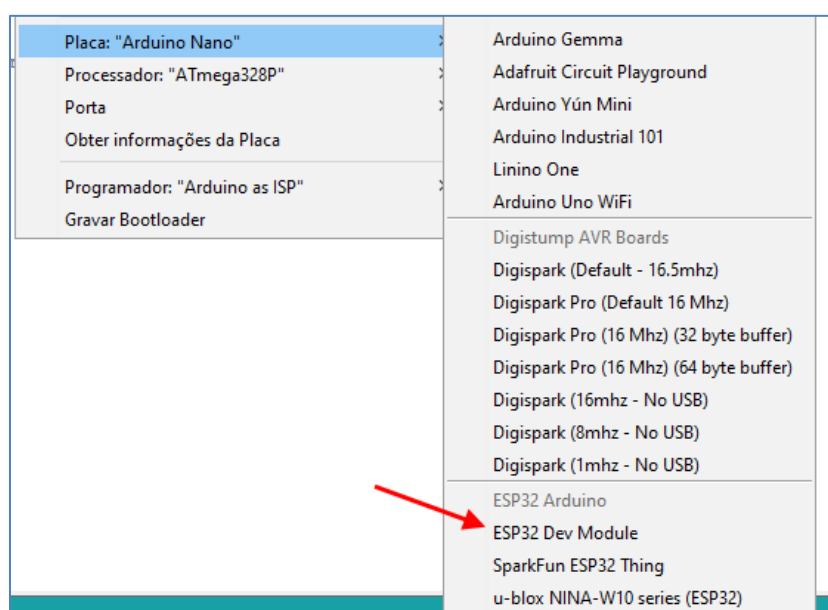 Placa: "Arduino Nano"
Processador: "ATmega328P"
Porta
Obter informações da Placa
Programador: "Arduino as ISP"
Gravar Bootloader
Arduino Gemma
Adafruit Circuit Playground
Arduino Yún Mini
Arduino Industrial 101
Linino One
Arduino Uno WiFi
Digistump AVR Boards
Digispark (Default - 16.5mhz)
Digispark Pro (Default 16 Mhz)
Digispark Pro (16 Mhz) (32 byte buffer)
Digispark Pro (16 Mhz) (64 byte buffer)
Digispark (16mhz - No USB)
Digispark (8mhz - No USB)
Digispark (1mhz - No USB)
ESP32 Arduino
ESP32 Dev Module
SparkFun ESP32 Thing
u-blox NINA-W10 series (ESP32)